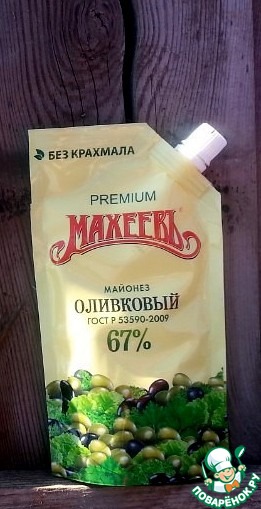 БЕЗ КРАХМАЛА
PREMIUM
МАХЕЕВЪ
МАЙОНЕЗ
ОЛИВКОВЫЙ
ГОСТ Р 53590-2009
67%
ПОВАРЁНОК.РУ